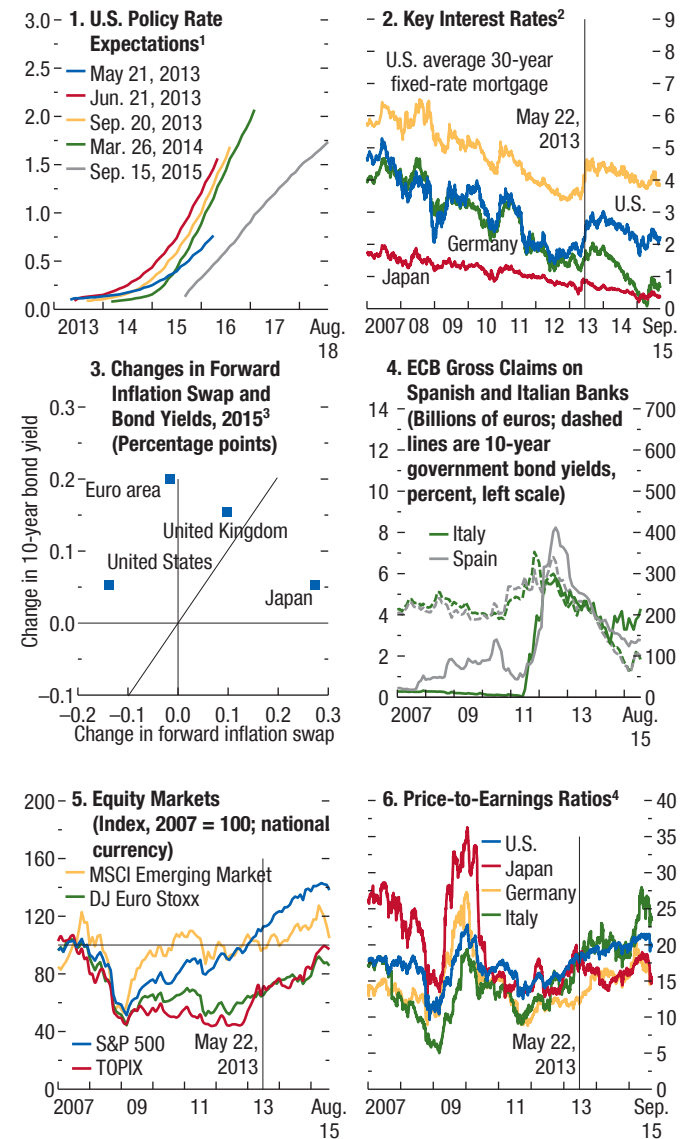 1. U.S. Policy Rate
Expectations1
3.0
2.5
2.0
1.5
1.0
0.5
0.0
May 21, 2013
Jun. 21, 2013
Sep. 20, 2013
Mar. 26, 2014
Sep. 15, 2015
2013 14 15 16 17 Aug.
18
2. Key Interest Rates2
U.S. average 30-year
fixed-rate mortgage
May 22,
2013
U.S.
Germany
Japan
9
8
7
6
5
4
3
2
1
0
2007 08 09 10 11 12 13 14 Sep.
15
3. Changes in Forward
Inflation Swap and
Bond Yields, 20153
(Percentage points)
Change in 10-year bond yield
0.3
0.2
0.1
0.0
–0.1
Euro area
United Kingdom
United States
Japan
–0.2 –0.1 0.0 0.1 0.2 0.3
Change in forward inflation swap
4. ECB Gross Claims on
Spanish and Italian Banks
(Billions of euros; dashed
lines are 10-year
government bond yields,
percent, left scale)
14
12
10
8
6
4
2
0
Italy
Spain
700
600
500
400
300
200
100
0
2007 09 11 13 Aug.
15
5. Equity Markets
(Index, 2007 = 100; national
currency)
200
160
120
80
40
0
MSCI Emerging Market
DJ Euro Stoxx
S&P 500
TOPIX
May 22,
2013
2007 09 11 13 Aug.
15
6. Price-to-Earnings Ratios4
U.S.
Japan
Germany
Italy
May 22,
2013
40
35
30
25
20
15
10
5
0
2007 09 11 13 Sep.
15